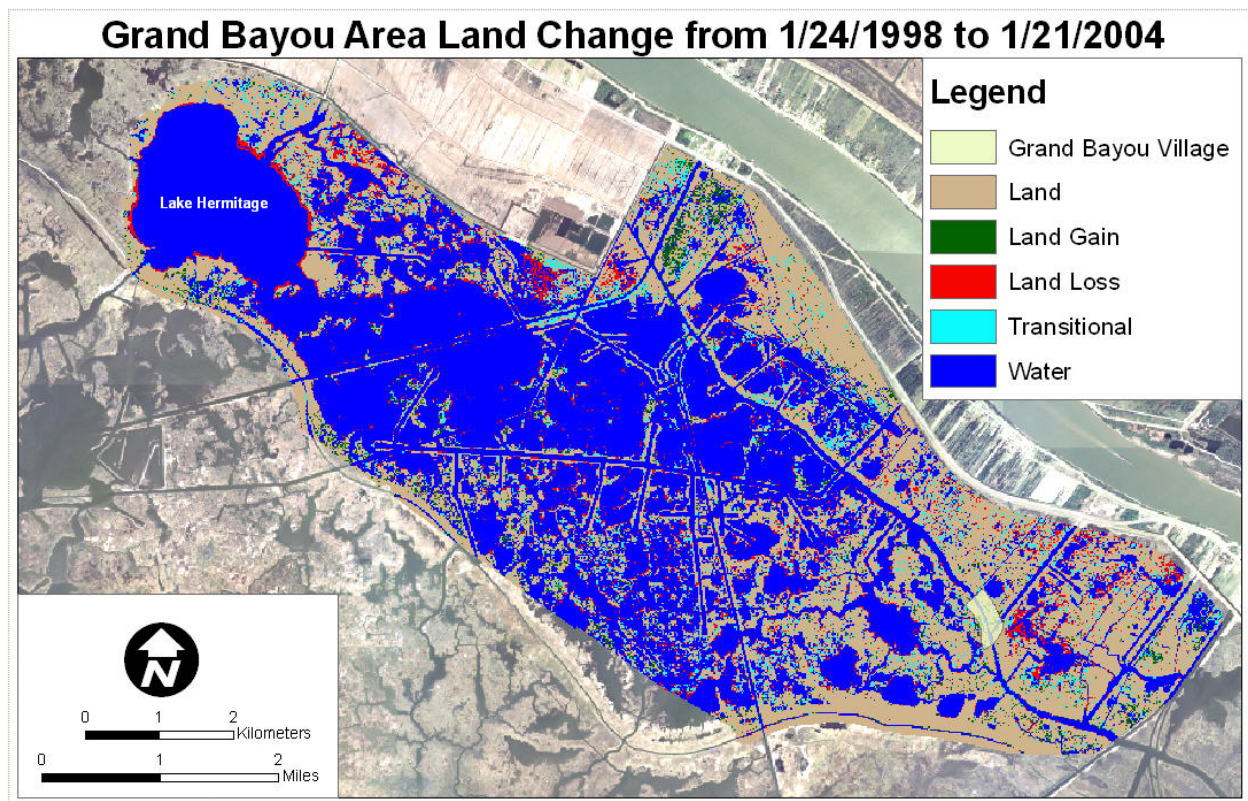 Grand Bayou Area Land Change from 1/24/1998 to 1/21/2004
Legend
Grand Bayou Village
Land
Land Gain
Land Loss
Transitional
Water
Lake Hermitage
N
0 1 2
Kilometers
0 1 2
Miles